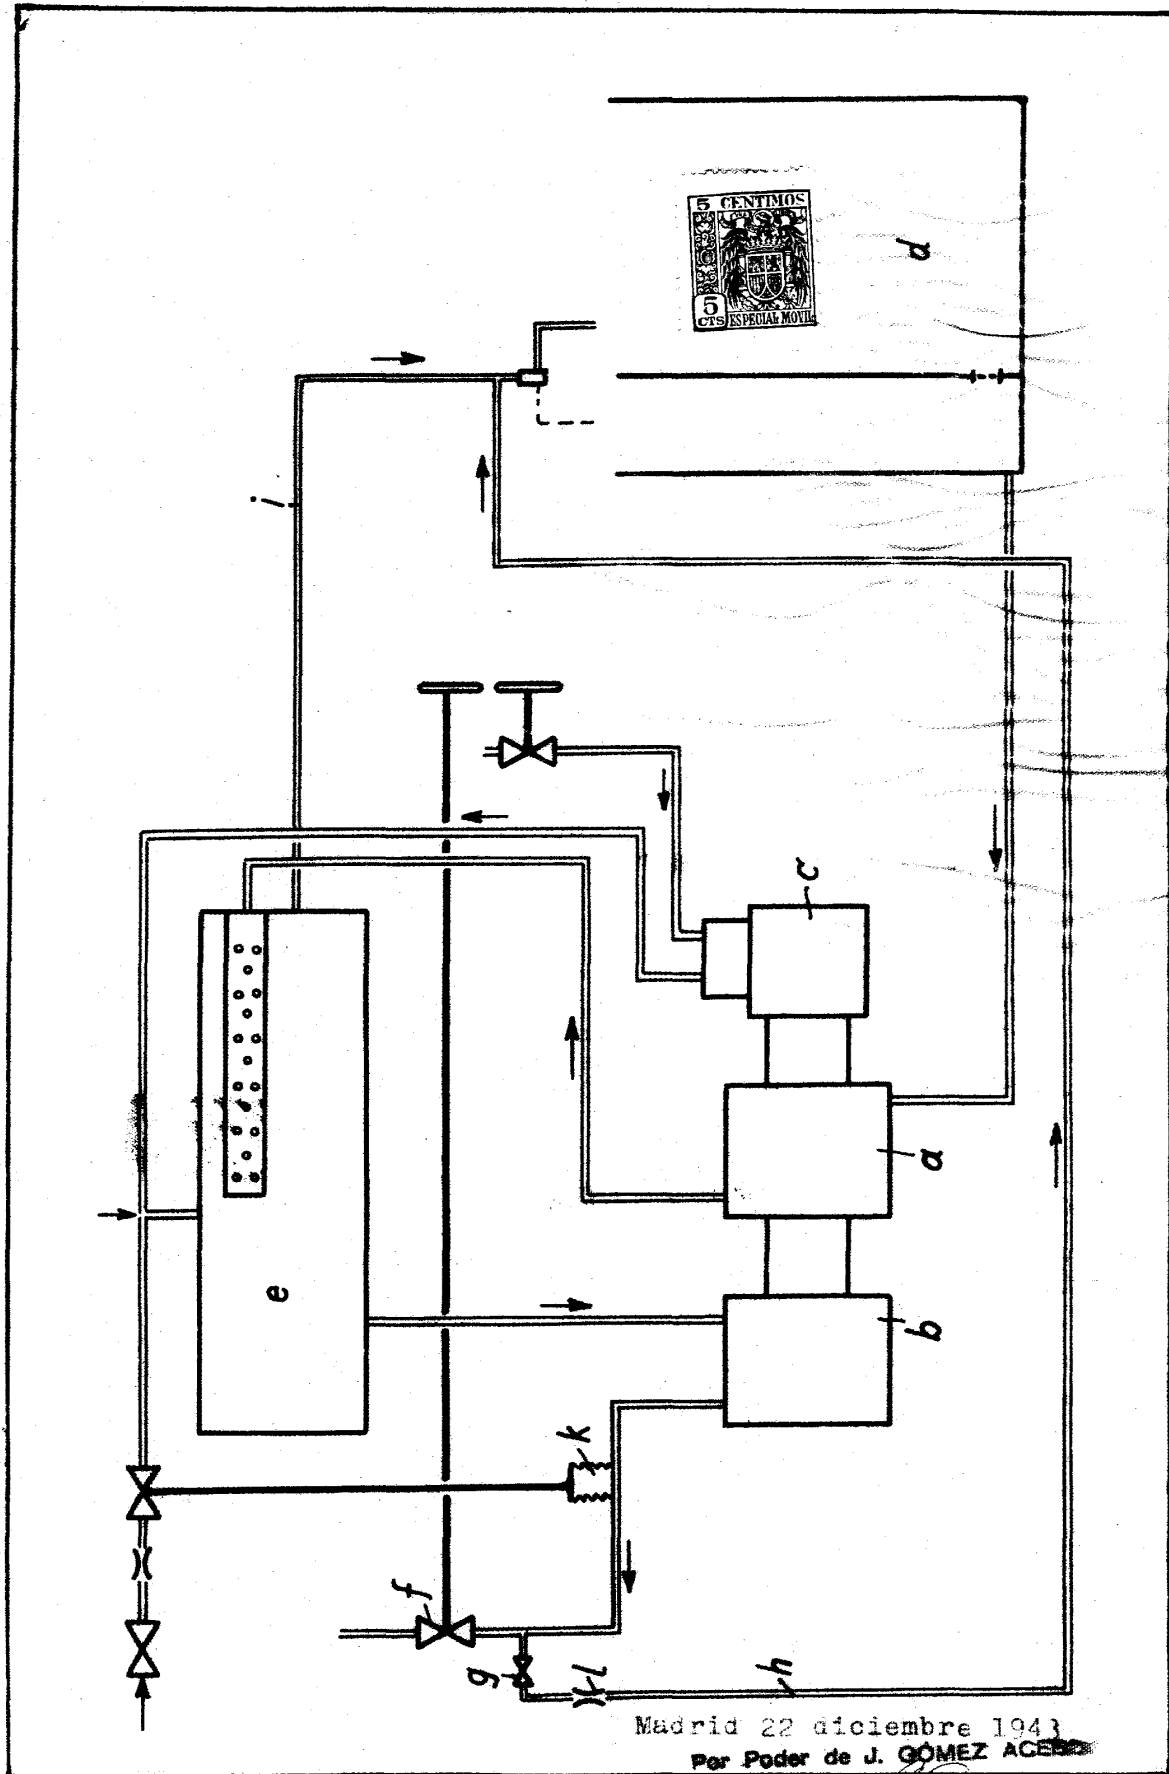 5 CENTIMOS
5
CTS
ESPECIAL MOVIL
d
i
c
a
e
b
k
f
g
l
h
Madrid 22 diciembre 1943
Por Poder de J. GÓMEZ ACEBO